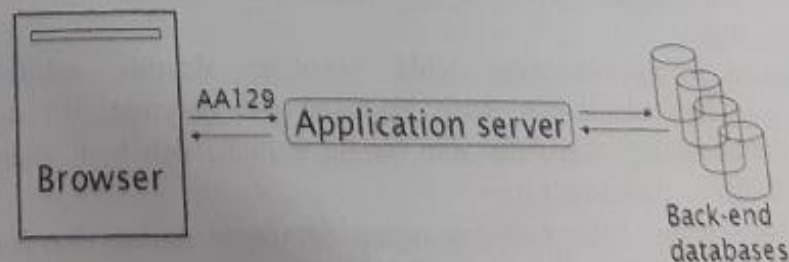 AA129
Browser
Application server
Back-end
databases